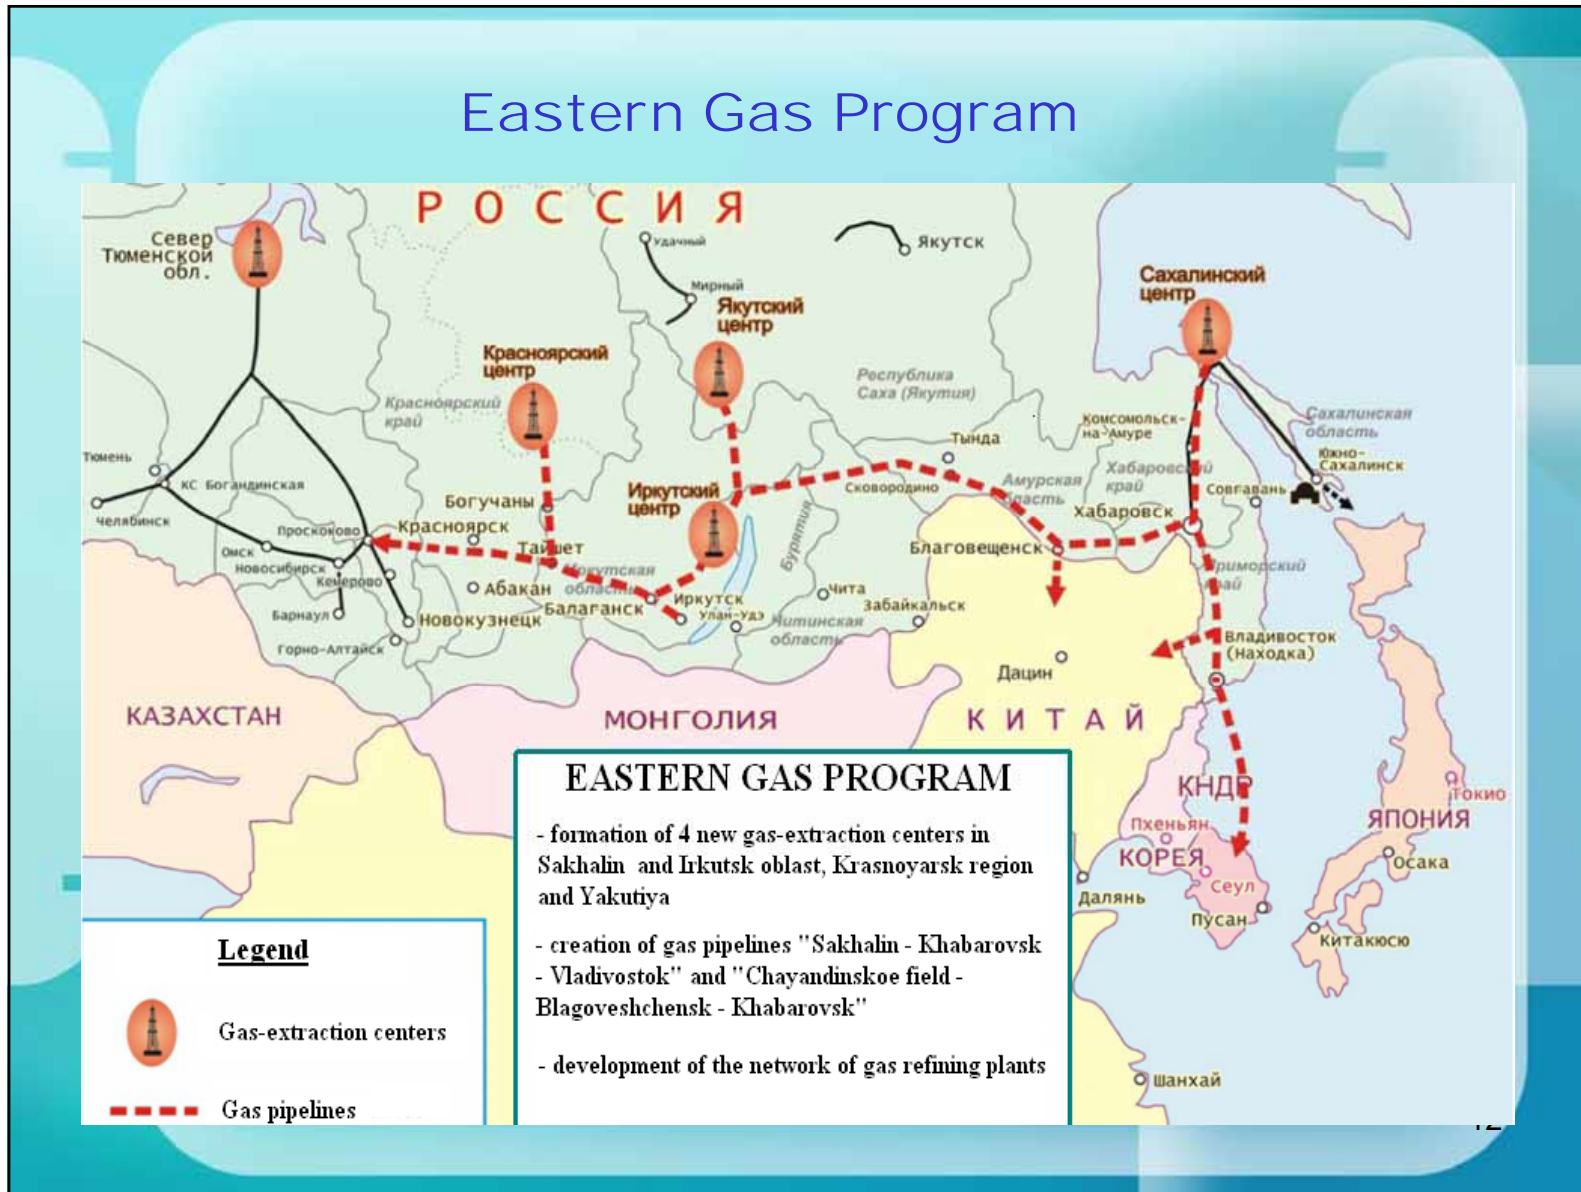 Eastern Gas Program
РОССИЯ
Север
Тюменской
обл.
Удачный
Якутск
Мирный
Якутский
центр
Сахалинский
центр
Красноярский
центр
Красноярский
край
Республика
Саха (Якутия)
Комсомольск-
на-Амуре
Сахалинская
область
Тюмень
КС Богандинская
Челябинск
Богучаны
Иркутский
центр
Тында
Сковородино
Амурская
область
Хабаровский
край
Южно-
Сахалинск
Совгавань
Хабаровск
Проскоково
Красноярск
Тайшет
Иркутская
область
Бурятия
Благовещенск
Приморский
край
Омск
Новосибирск
Кемерово
Абакан
Балаганск
Иркутск
Улан-Удэ
Чита
Забайкальск
Барнаул
Новокузнецк
Горно-Алтайск
Читинская
область
Владивосток
(Находка)
Дацин
КАЗАХСТАН
МОНГОЛИЯ
КИТАЙ
КНДР
Пхеньян
КОРЕЯ
Сеул
Пусан
Далянь
Токио
ЯПОНИЯ
Осака
Китакюсю
Шанхай
EASTERN GAS PROGRAM
- formation of 4 new gas-extraction centers in
Sakhalin and Irkutsk oblast, Krasnoyarsk region
and Yakutiya
- creation of gas pipelines "Sakhalin - Khabarovsk
- Vladivostok" and "Chayandinskoe field -
Blagoveshchensk - Khabarovsk"
- development of the network of gas refining plants
Legend
Gas-extraction centers
Gas pipelines
12